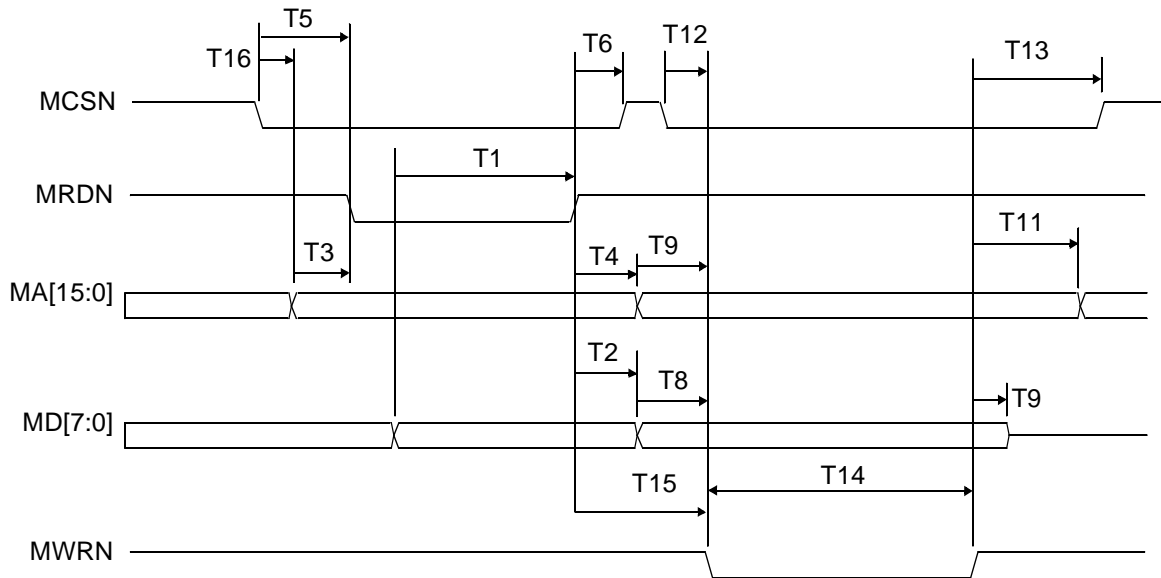 T5
T6
T12
T16
T13
MCSN
T1
MRDN
T11
T3
T4
T9
MA[15:0]
T2
T8
T9
MD[7:0]
T15
T14
MWRN